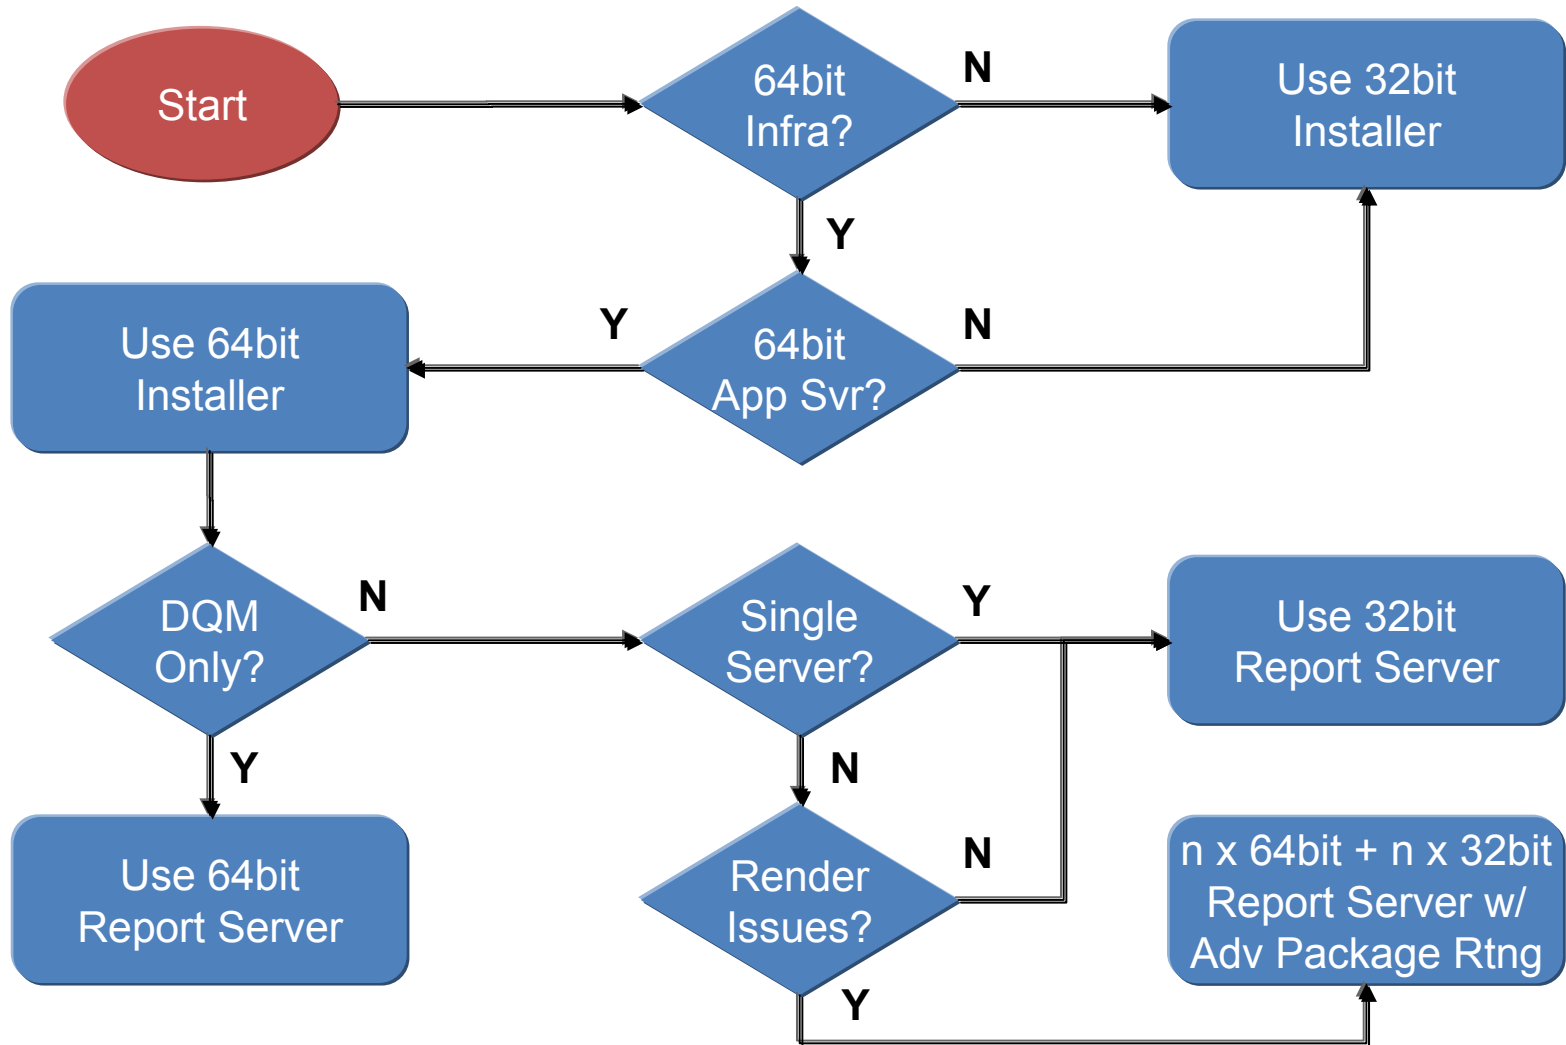 Start
64bit
Infra?
N
Use 32bit
Installer
Y
Use 64bit
Installer
Y
64bit
App Svr?
N
DQM
Only?
N
Single
Server?
Y
Use 32bit
Report Server
Y
N
Use 64bit
Report Server
Render
Issues?
N
n x 64bit + n x 32bit
Report Server w/
Adv Package Rtng
Y